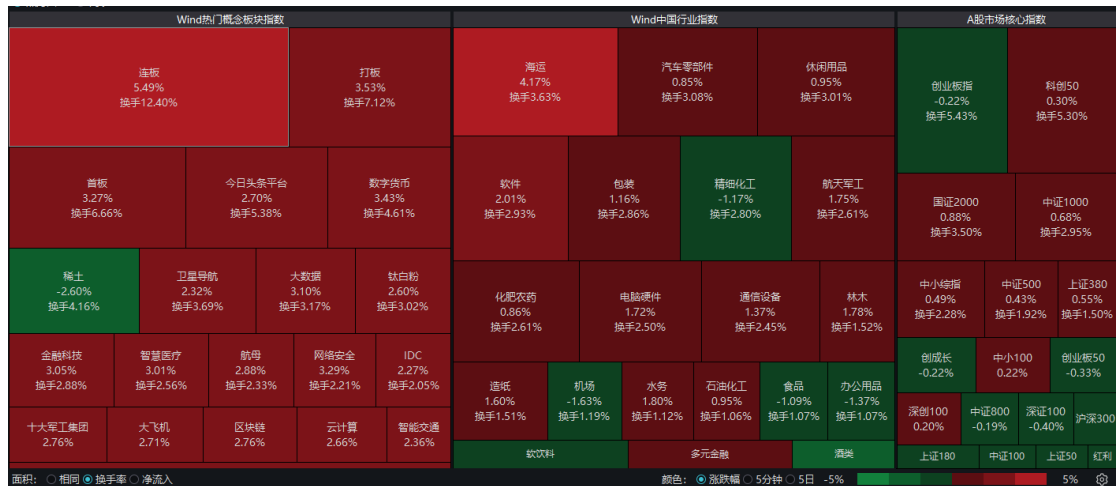 Wind热门概念板块指数
连板
5.49%
换手12.40%
打板
3.53%
换手7.12%
首板
3.27%
换手6.66%
今日头条平台
2.70%
换手5.38%
数字货币
3.43%
换手4.61%
稀土
-2.60%
换手4.16%
卫星导航
2.32%
换手3.69%
大数据
3.10%
换手3.17%
钛白粉
2.60%
换手3.02%
金融科技
3.05%
换手2.88%
智慧医疗
3.01%
换手2.56%
航母
2.88%
换手2.33%
网络安全
3.29%
换手2.21%
IDC
2.27%
换手2.05%
十大军工集团
2.76%
大飞机
2.71%
区块链
2.76%
云计算
2.66%
智能交通
2.36%
Wind中国行业指数
海运
4.17%
换手3.63%
汽车零部件
0.85%
换手3.08%
休闲用品
0.95%
换手3.01%
软件
2.01%
换手2.93%
包装
1.16%
换手2.86%
精细化工
-1.17%
换手2.80%
航天军工
1.75%
换手2.61%
化肥农药
0.86%
换手2.61%
电脑硬件
1.72%
换手2.50%
通信设备
1.37%
换手2.45%
林木
1.78%
换手1.52%
造纸
1.60%
换手1.51%
机场
-1.63%
换手1.19%
水务
1.80%
换手1.12%
石油化工
0.95%
换手1.06%
食品
-1.09%
换手1.07%
办公用品
-1.37%
换手1.07%
软饮料
多元金融
酒类
A股市场核心指数
创业板指
-0.22%
换手5.43%
科创50
0.30%
换手5.30%
国证2000
0.88%
换手3.50%
中证1000
0.68%
换手2.95%
中小综指
0.49%
换手2.28%
中证500
0.43%
换手1.92%
上证380
0.55%
换手1.50%
创成长
-0.22%
中小100
0.22%
创业板50
-0.33%
深创100
0.20%
中证800
-0.19%
深证100
-0.40%
沪深300
上证180
中证100
上证50
红利
面积: 相同 换手率 净流入
颜色: 涨跌幅 5分钟 5日 -5% 5%